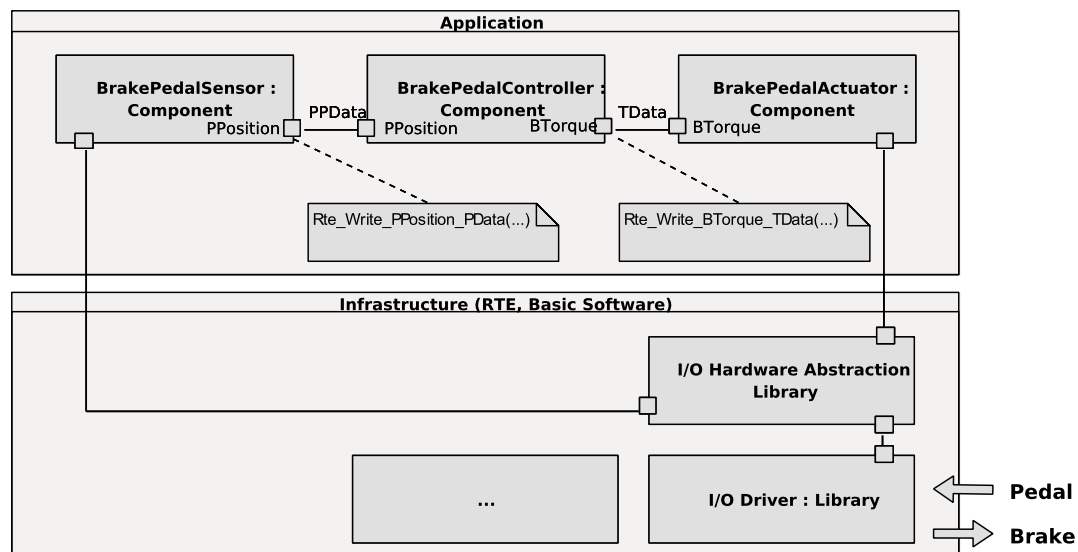 Application
BrakePedalSensor :
Component
BrakePedalController :
Component
BrakePedalActuator :
Component
PPosition
PPData
PPosition
BTorque
TData
BTorque
Rte_Write_PPosition_PData(...)
Rte_Write_BTorque_TData(...)
Infrastructure (RTE, Basic Software)
I/O Hardware Abstraction
Library
...
I/O Driver : Library
Pedal
Brake